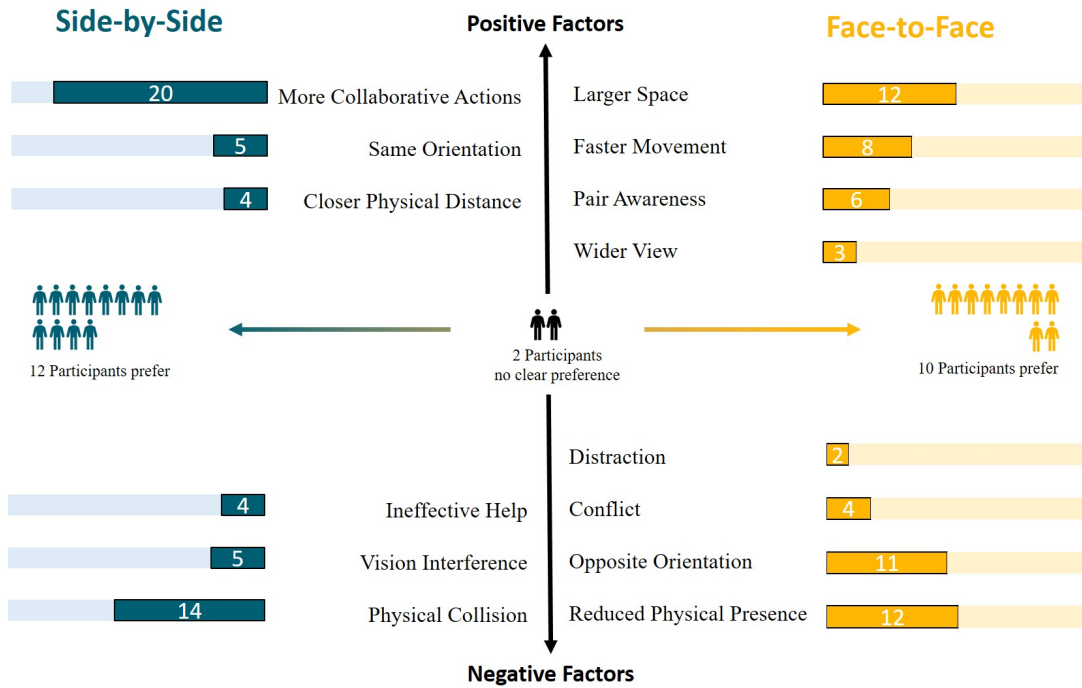 Side-by-Side
Positive Factors
Face-to-Face
20
More Collaborative Actions
Larger Space
12
5
Same Orientation
Faster Movement
8
4
Closer Physical Distance
Pair Awareness
6
Wider View
3
12 Participants prefer
2 Participants
no clear preference
10 Participants prefer
Distraction
2
4
Ineffective Help
Conflict
4
5
Vision Interference
Opposite Orientation
11
14
Physical Collision
Reduced Physical Presence
12
Negative Factors